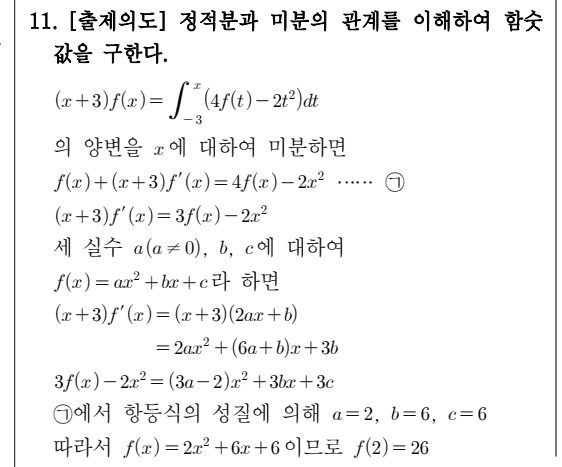 11. [출제의도] 정적분과 미분의 관계를 이해하여 함숫
값을 구한다.
(x+3)f(x)=∫_{-3}^{x}(4f(t)-2t²)dt
의 양변을 x에 대하여 미분하면
f(x)+(x+3)f′(x)=4f(x)-2x² ⋯⋯ ㉠
(x+3)f′(x)=3f(x)-2x²
세 실수 a(a≠0), b, c에 대하여
f(x)=ax²+bx+c라 하면
(x+3)f′(x)=(x+3)(2ax+b)
=2ax²+(6a+b)x+3b
3f(x)-2x²=(3a-2)x²+3bx+3c
㉠에서 항등식의 성질에 의해 a=2, b=6, c=6
따라서 f(x)=2x²+6x+6이므로 f(2)=26